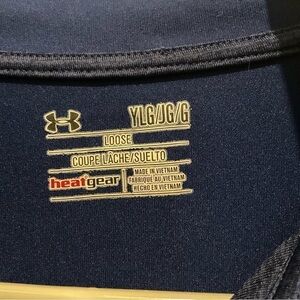 YLG/JG/G
LOOSE
COUPE LÂCHE/SUELTO
heatgear
MADE IN VIETNAM
FABRIQUÉ AU VIETNAM
HECHO EN VIETNAM